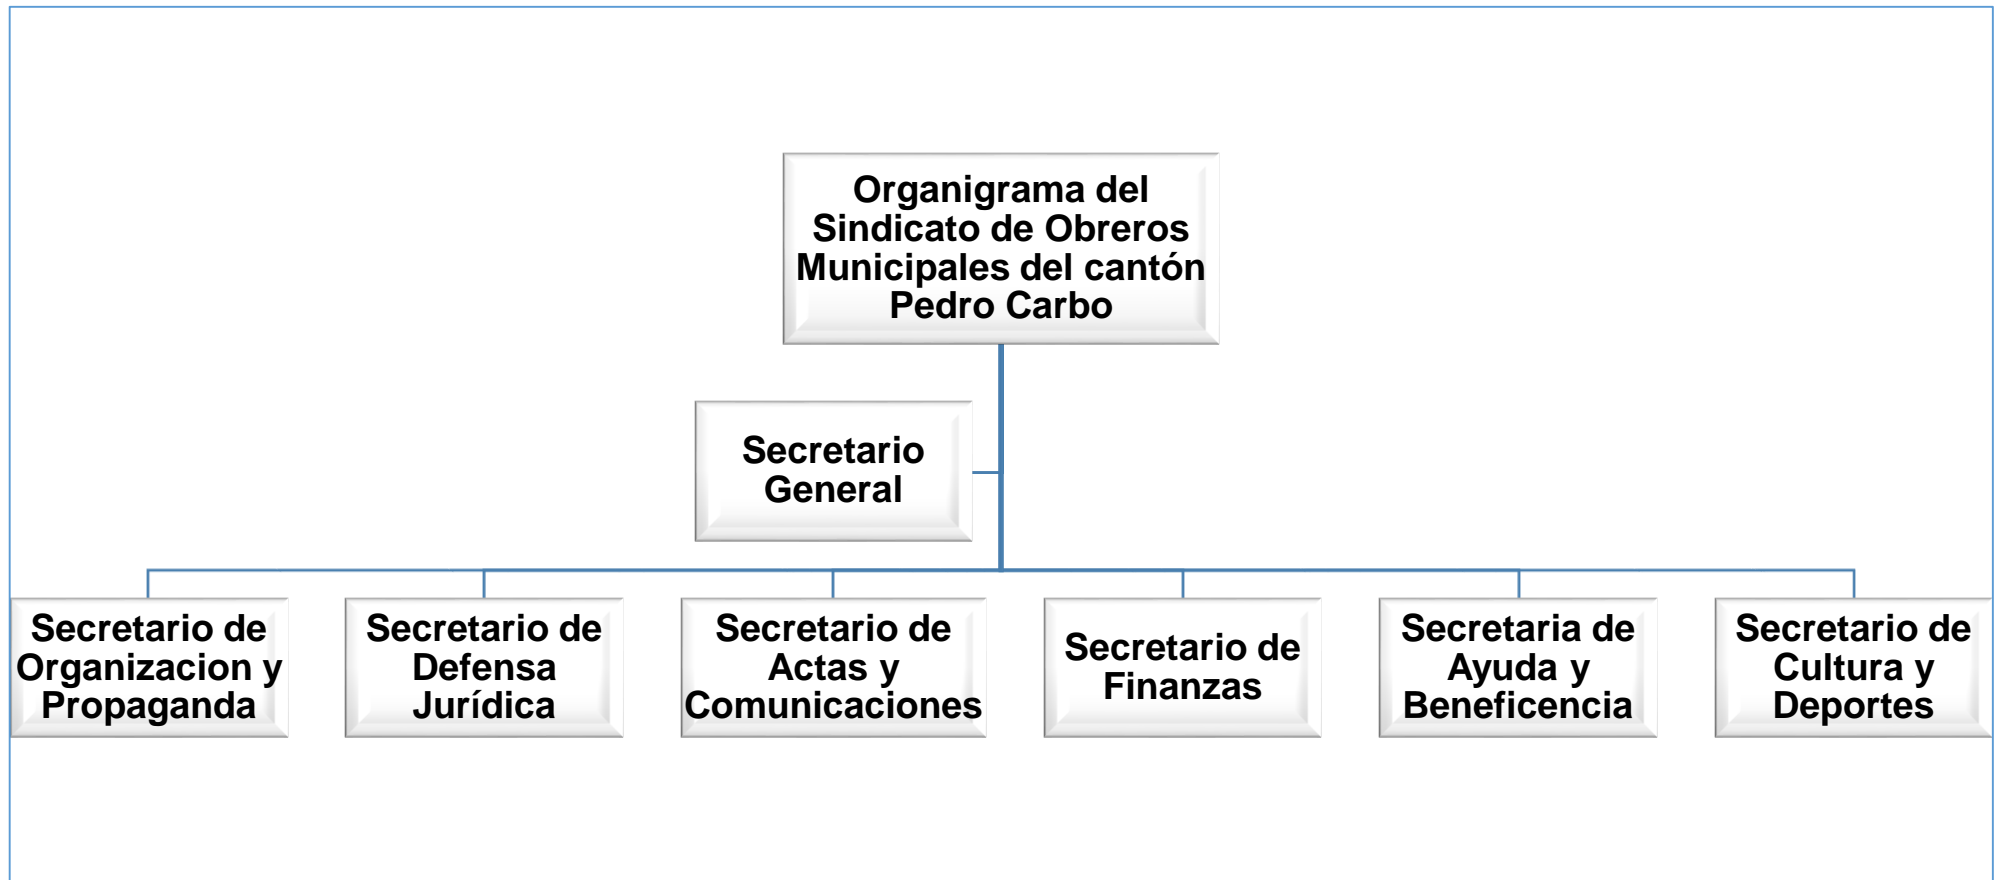 Organigrama del
Sindicato de Obreros
Municipales del cantón
Pedro Carbo
Secretario
General
Secretario de
Organizacion y
Propaganda
Secretario de
Defensa
Jurídica
Secretario de
Actas y
Comunicaciones
Secretario de
Finanzas
Secretaria de
Ayuda y
Beneficencia
Secretario de
Cultura y
Deportes